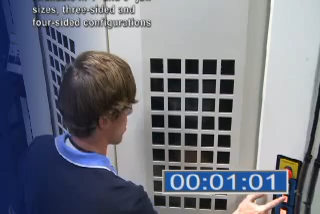 sizes, three-sided and
four-sided configurations
00:01:01